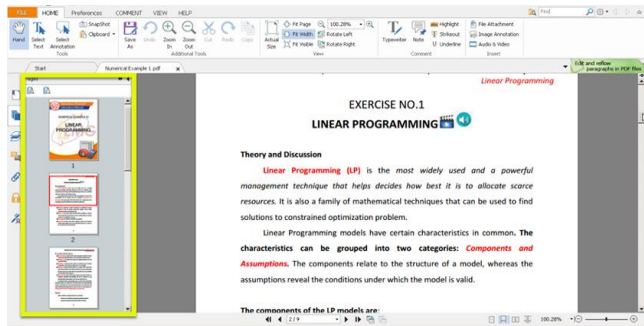 FILE HOME Preferences COMMENT VIEW HELP
Find
Hand
Select Text
Select Annotation
SnapShot
Clipboard
Save As
Undo
Zoom In
Zoom Out
Cut
Redo
Copy
Actual Size
Fit Page
Fit Width
Fit Visible
100.28%
Rotate Left
Rotate Right
Typewriter
Note
Highlight
Strikeout
Underline
File Attachment
Image Annotation
Audio & Video
Tools
Additional Tools
View
Comment
Insert
Start
Numerical Example 1.pdf
Edit and reflow
paragraphs in PDF files
Pages
LINEAR
PROGRAMMING
1
2
Linear Programming
EXERCISE NO.1
LINEAR PROGRAMMING
Theory and Discussion
Linear Programming (LP) is the most widely used and a powerful
management technique that helps decides how best it is to allocate scarce
resources. It is also a family of mathematical techniques that can be used to find
solutions to constrained optimization problem.
Linear Programming models have certain characteristics in common. The
characteristics can be grouped into two categories: Components and
Assumptions. The components relate to the structure of a model, whereas the
assumptions reveal the conditions under which the model is valid.
The components of the LP models are:
2 / 9
100.28%